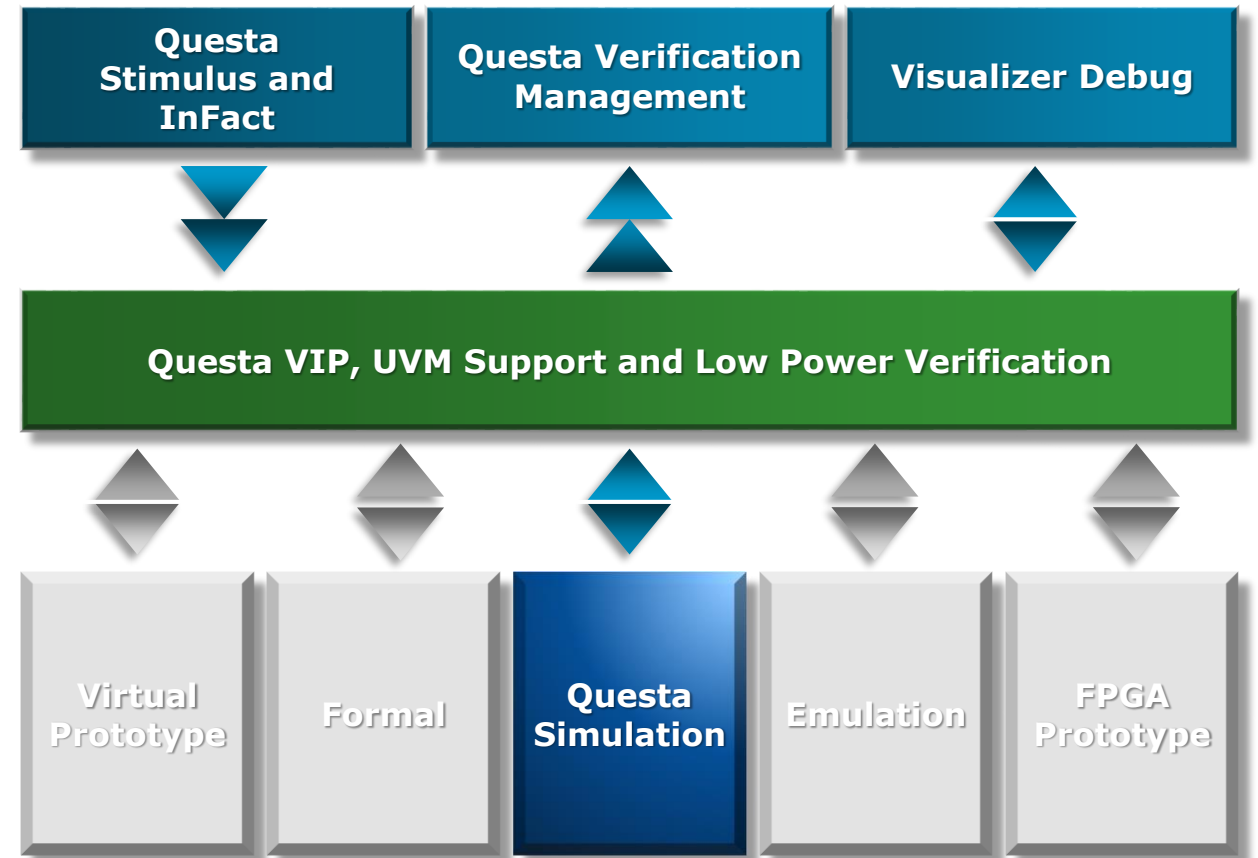 Questa
Stimulus and
InFact
Questa Verification
Management
Visualizer Debug
Questa VIP, UVM Support and Low Power Verification
Virtual
Prototype
Formal
Questa
Simulation
Emulation
FPGA
Prototype